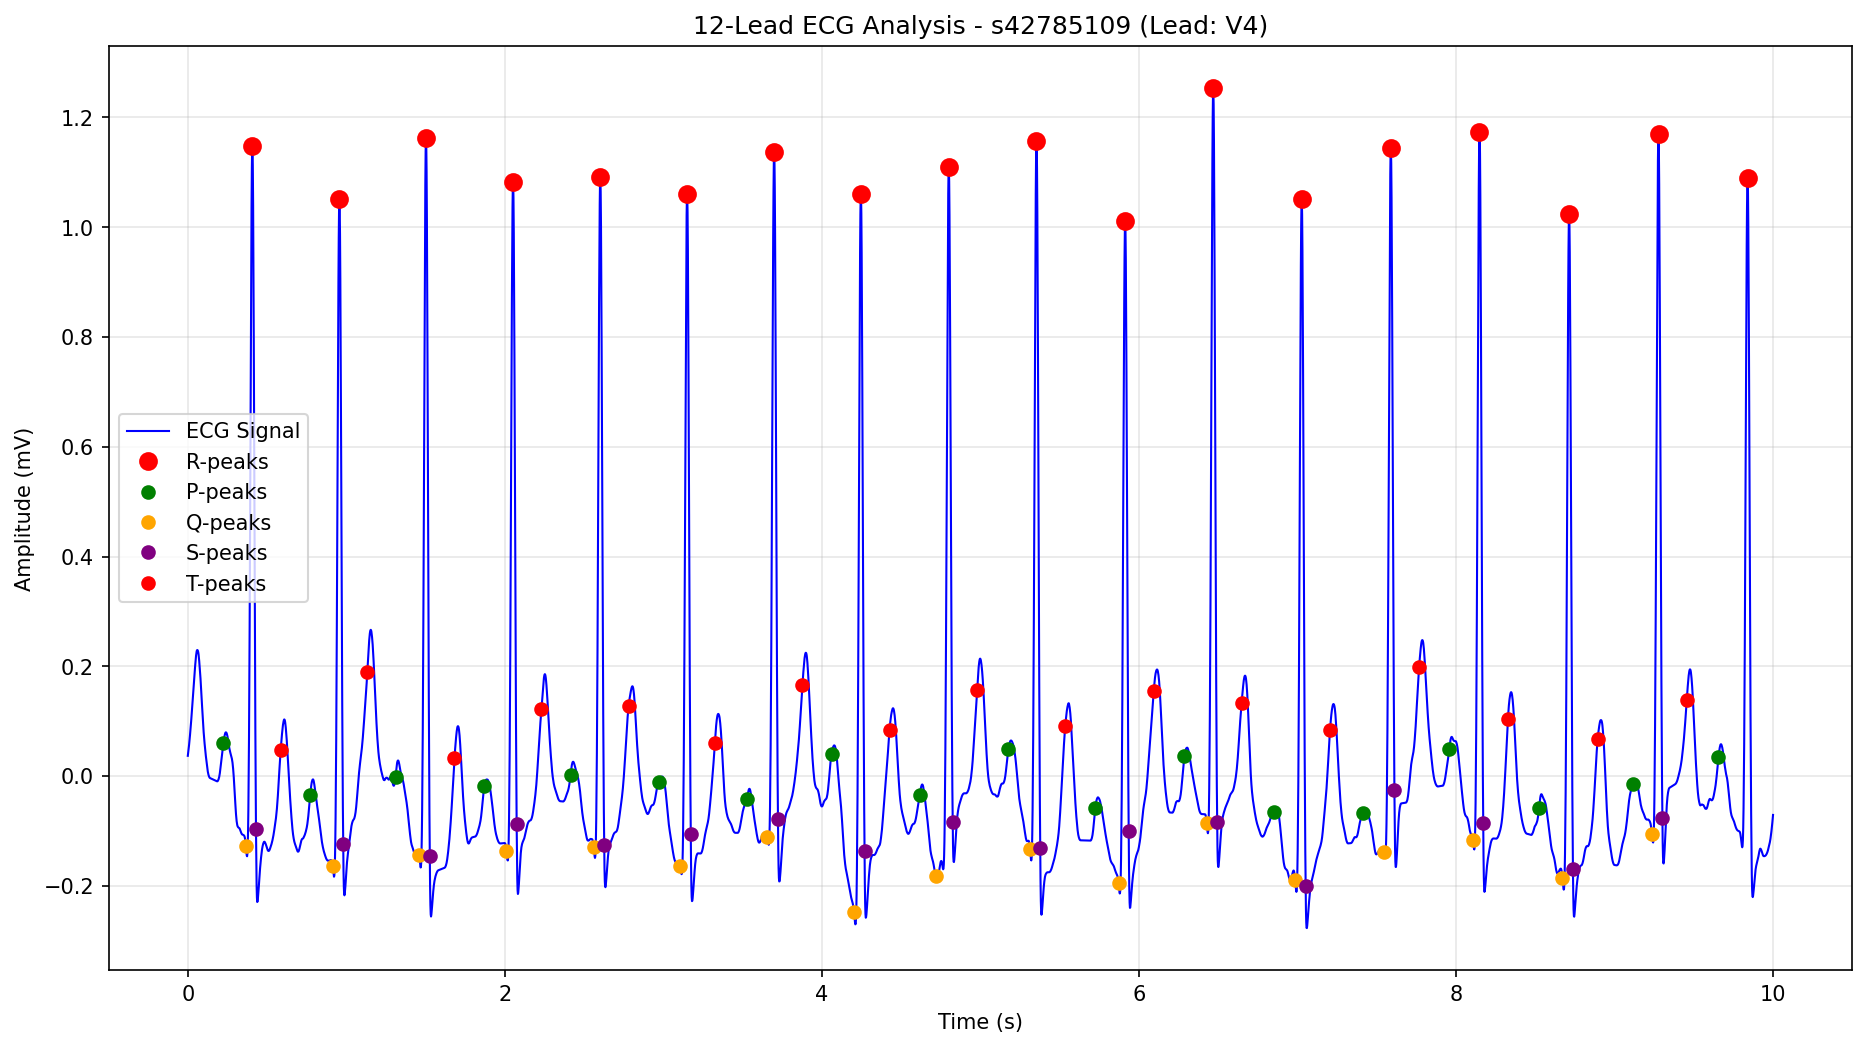 12-Lead ECG Analysis - s42785109 (Lead: V4)
1.2
1.0
0.8
0.6
0.4
0.2
0.0
−0.2
Amplitude (mV)
ECG Signal
R-peaks
P-peaks
Q-peaks
S-peaks
T-peaks
0 2 4 6 8 10
Time (s)